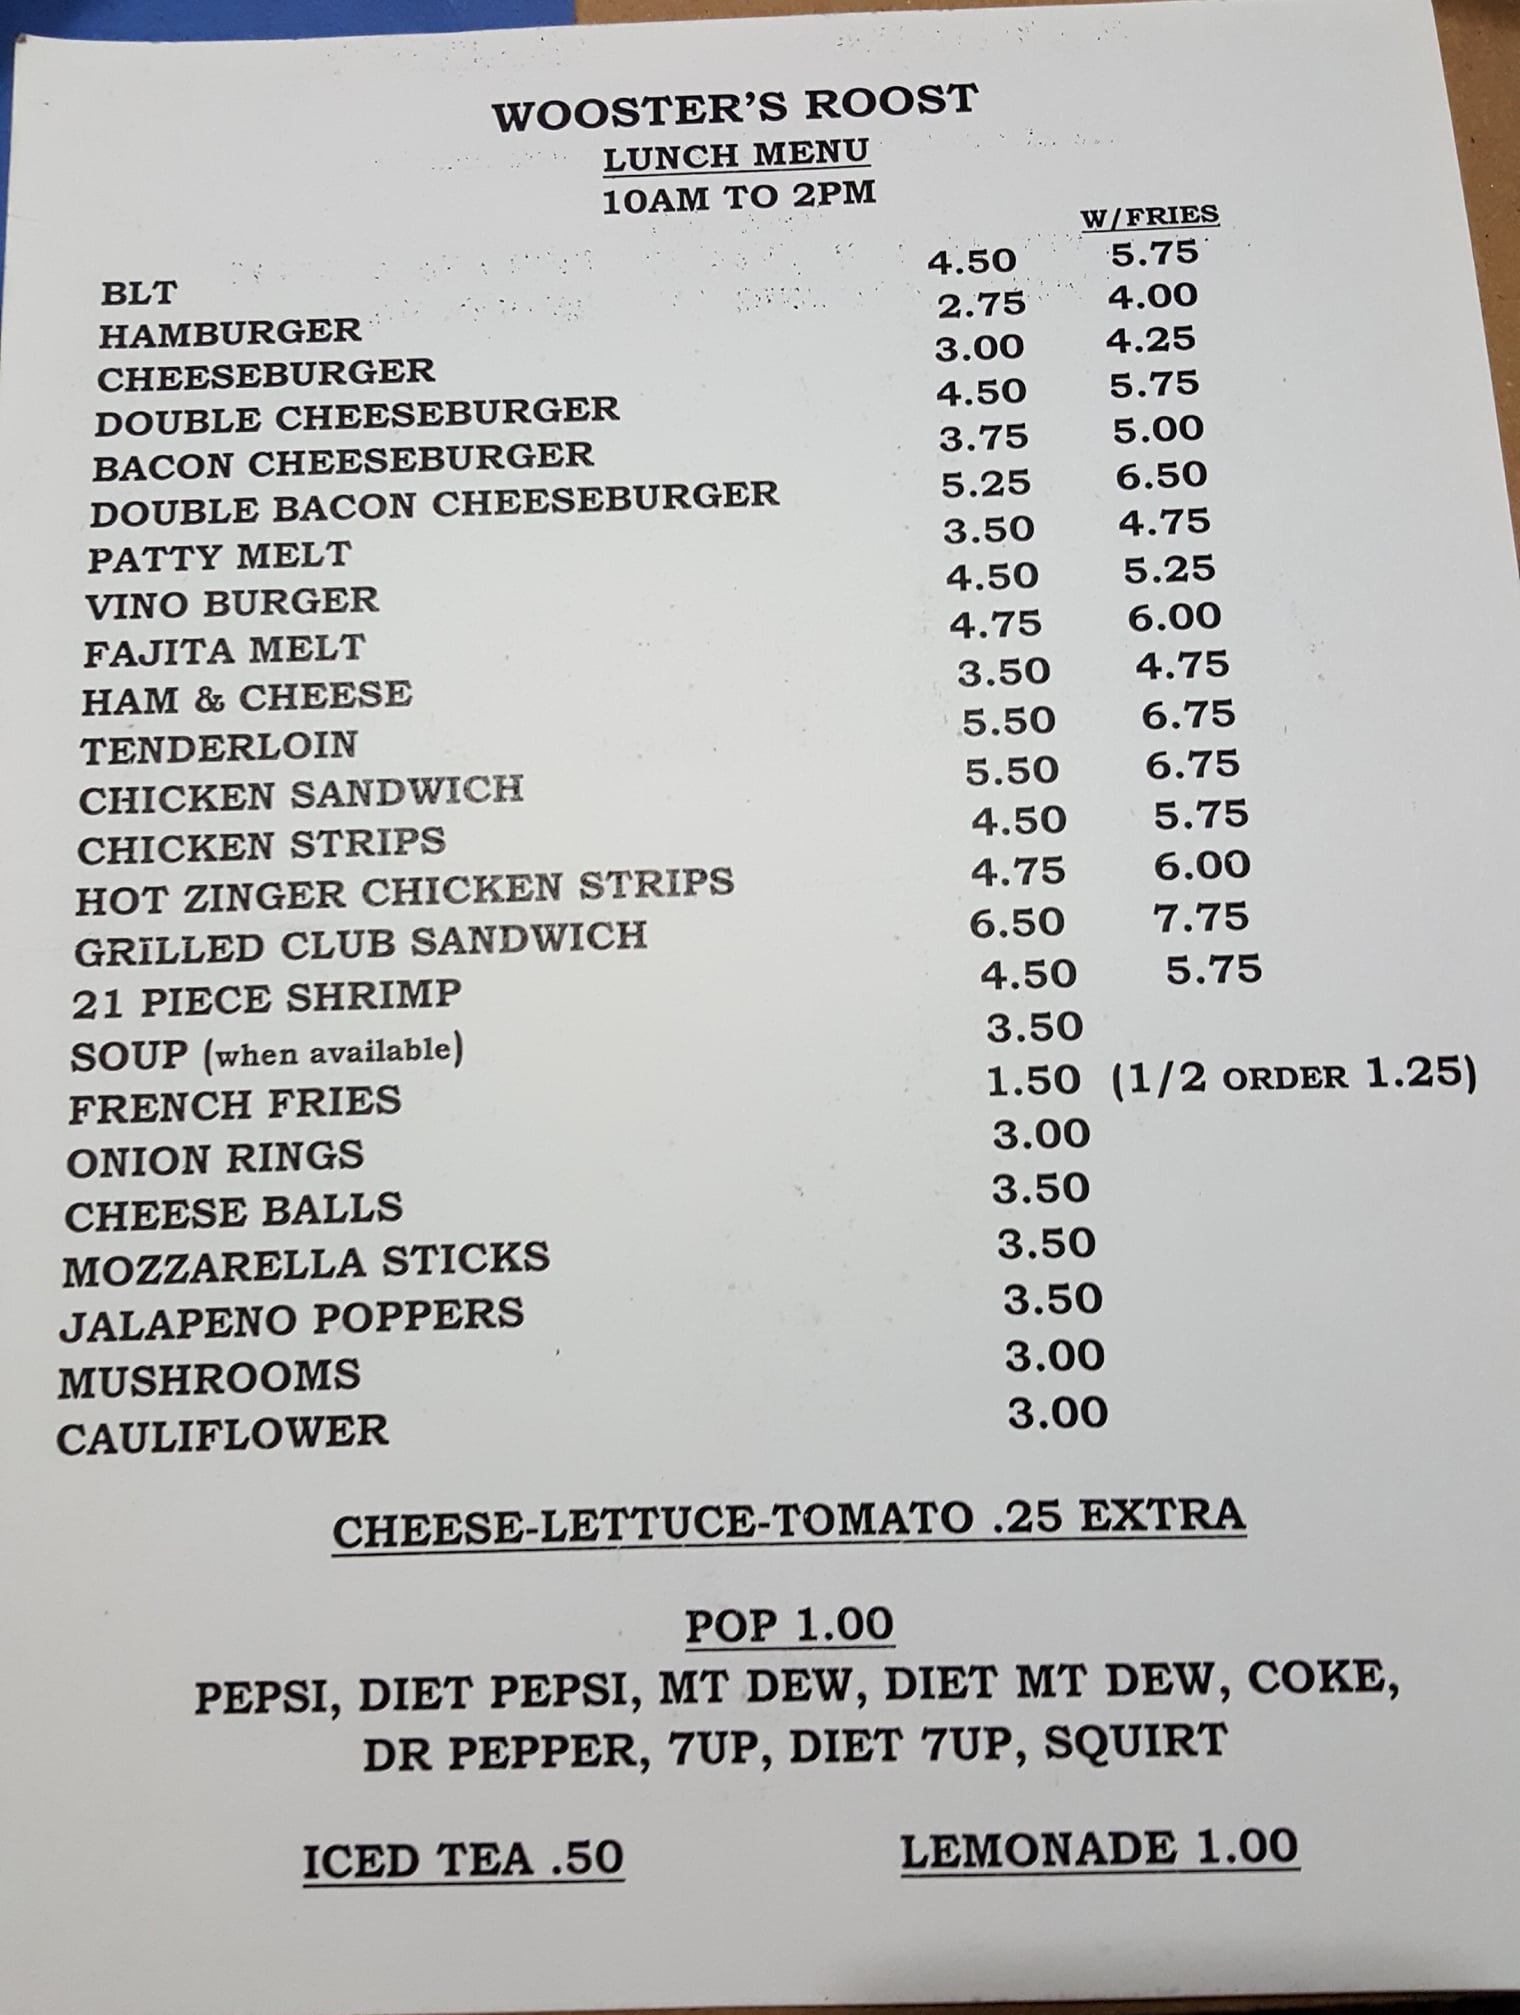 WOOSTER'S ROOST
LUNCH MENU
10AM TO 2PM
W/FRIES
BLT 4.50 5.75
HAMBURGER 2.75 4.00
CHEESEBURGER 3.00 4.25
DOUBLE CHEESEBURGER 4.50 5.75
BACON CHEESEBURGER 3.75 5.00
DOUBLE BACON CHEESEBURGER 5.25 6.50
PATTY MELT 3.50 4.75
VINO BURGER 4.50 5.25
FAJITA MELT 4.75 6.00
HAM & CHEESE 3.50 4.75
TENDERLOIN 5.50 6.75
CHICKEN SANDWICH 5.50 6.75
CHICKEN STRIPS 4.50 5.75
HOT ZINGER CHICKEN STRIPS 4.75 6.00
GRILLED CLUB SANDWICH 6.50 7.75
21 PIECE SHRIMP 4.50 5.75
SOUP (when available) 3.50
FRENCH FRIES 1.50 (1/2 ORDER 1.25)
ONION RINGS 3.00
CHEESE BALLS 3.50
MOZZARELLA STICKS 3.50
JALAPENO POPPERS 3.50
MUSHROOMS 3.00
CAULIFLOWER 3.00
CHEESE-LETTUCE-TOMATO .25 EXTRA
POP 1.00
PEPSI, DIET PEPSI, MT DEW, DIET MT DEW, COKE,
DR PEPPER, 7UP, DIET 7UP, SQUIRT
ICED TEA .50 LEMONADE 1.00